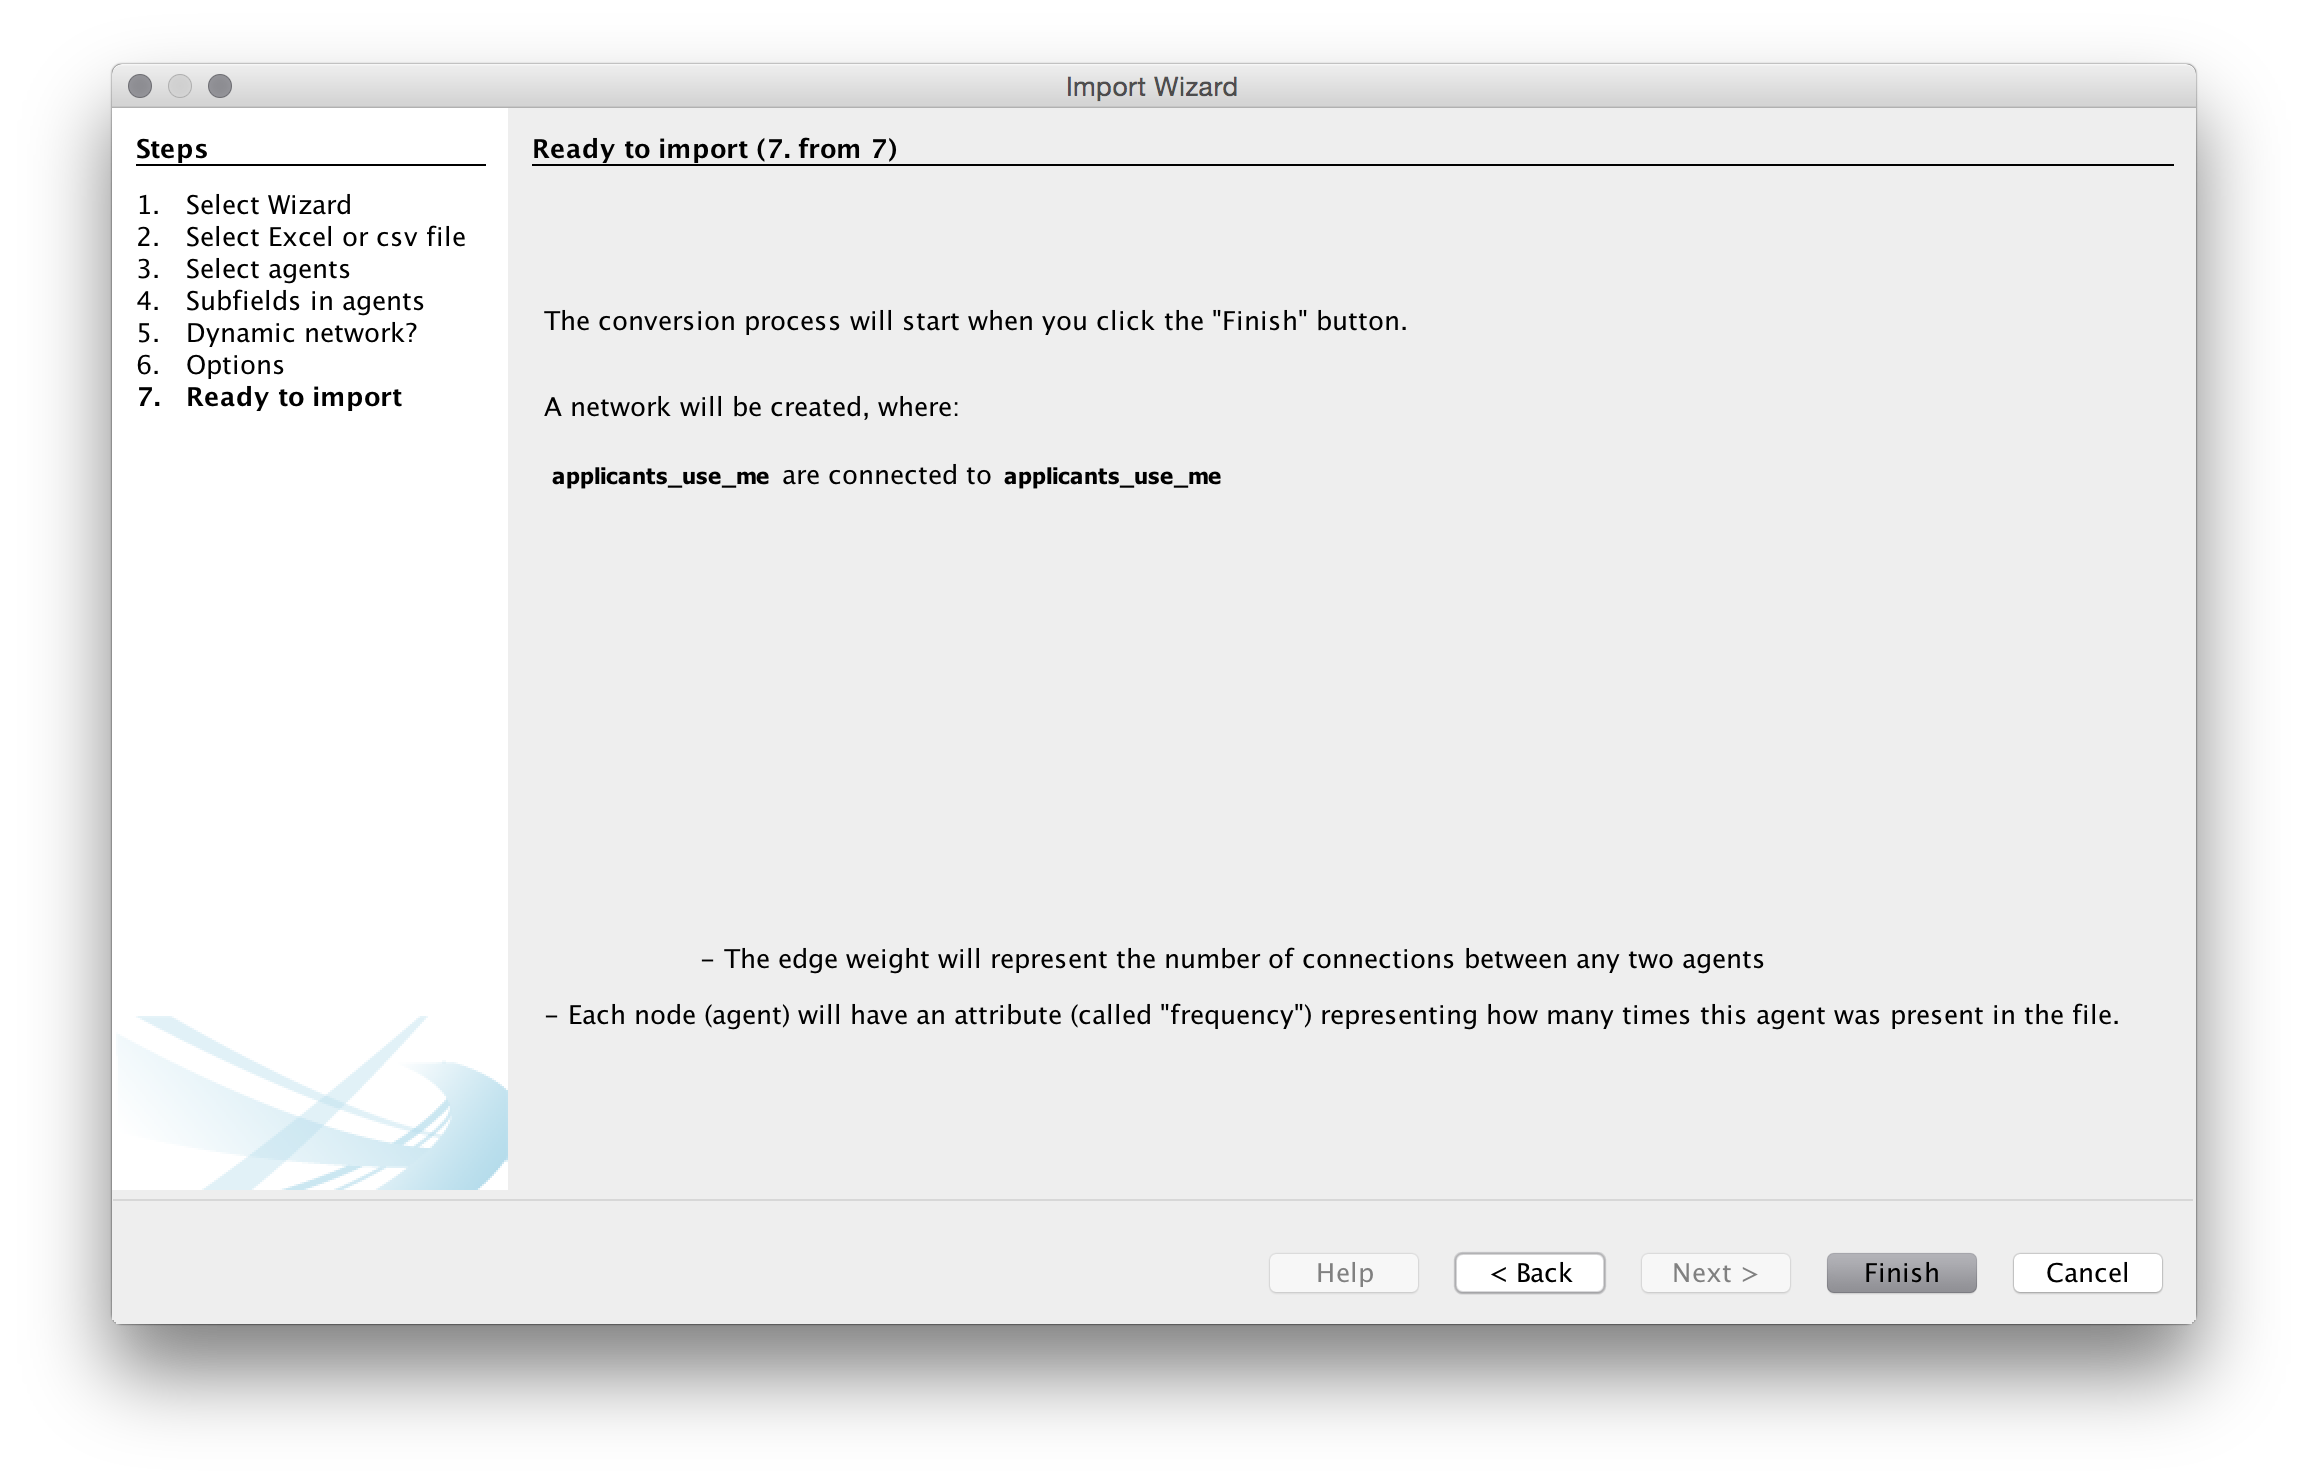 Import Wizard
Steps
1. Select Wizard
2. Select Excel or csv file
3. Select agents
4. Subfields in agents
5. Dynamic network?
6. Options
7. Ready to import
Ready to import (7. from 7)
The conversion process will start when you click the "Finish" button.
A network will be created, where:
applicants_use_me are connected to applicants_use_me
– The edge weight will represent the number of connections between any two agents
– Each node (agent) will have an attribute (called "frequency") representing how many times this agent was present in the file.
Help < Back Next > Finish Cancel